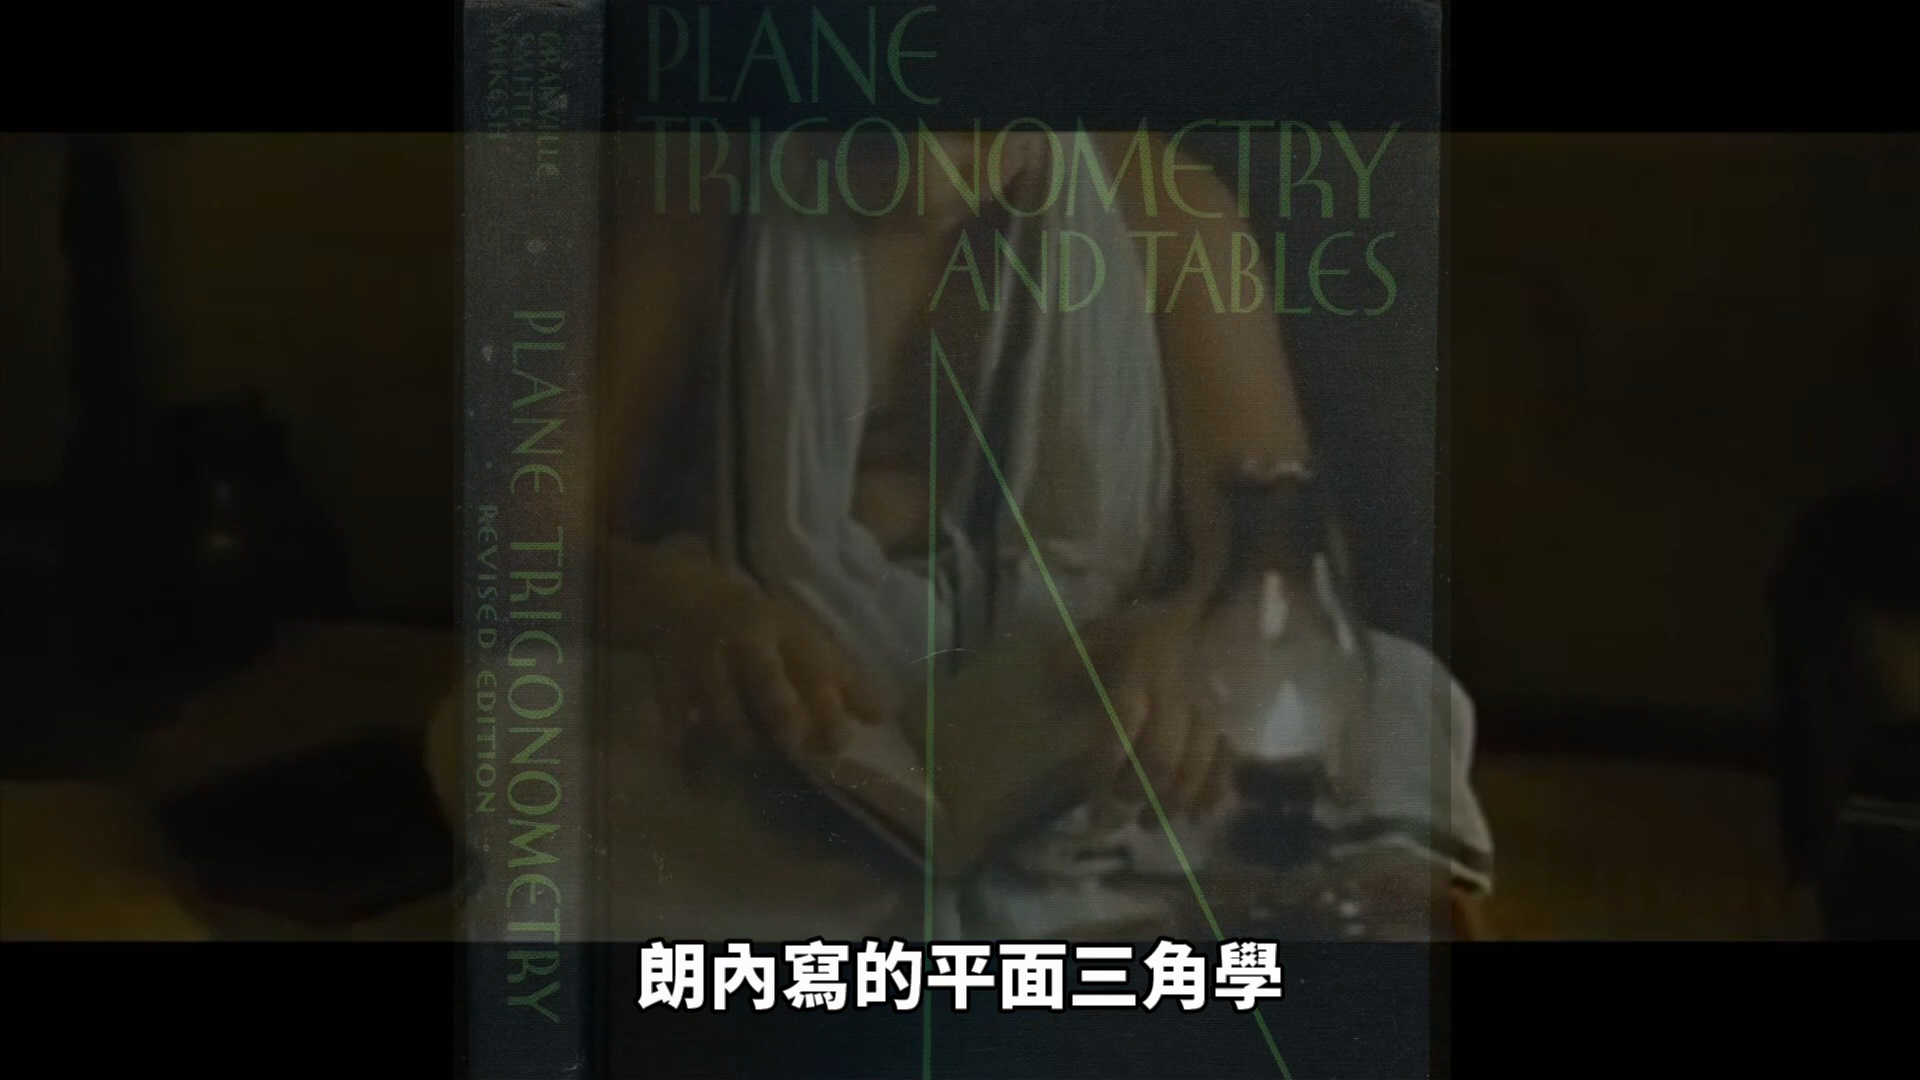 GRANVILLE
SMITH
MIKESH
PLANE TRIGONOMETRY
REVISED EDITION
PLANE
TRIGONOMETRY
AND TABLES
朗內寫的平面三角學